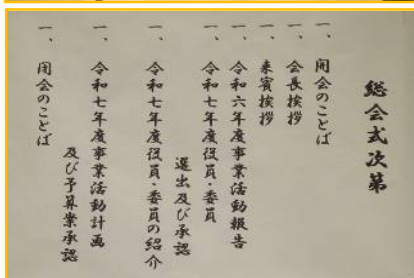 総会式次第
一、開会のことば
一、会長挨拶
一、来賓挨拶
一、令和六年度事業活動報告
一、令和七年度役員・委員
選出及び承認
一、令和七年度役員・委員の紹介
一、令和七年度事業活動計画
及び予算案承認
一、閉会のことば